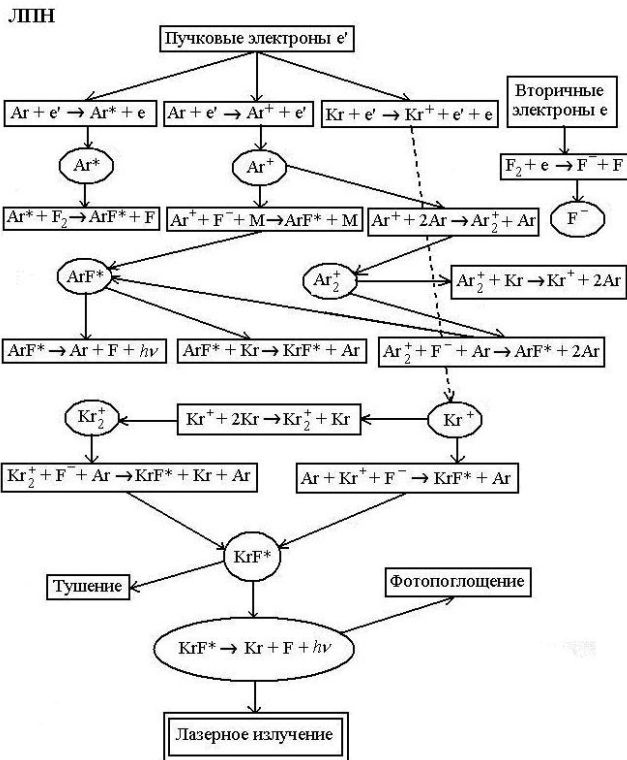 ЛПН
Пучковые электроны e'
Ar + e' → Ar* + e
Ar + e' → Ar⁺ + e'
Kr + e' → Kr⁺ + e' + e
Вторичные
электроны e
Ar*
Ar⁺
F₂ + e → F⁻ + F
Ar* + F₂ → ArF* + F
Ar⁺ + F⁻ + M → ArF* + M
Ar⁺ + 2Ar → Ar₂⁺ + Ar
F⁻
ArF*
Ar₂⁺
Ar₂⁺ + Kr → Kr⁺ + 2Ar
ArF* → Ar + F + hν
ArF* + Kr → KrF* + Ar
Ar₂⁺ + F⁻ + Ar → ArF* + 2Ar
Kr₂⁺
Kr⁺ + 2Kr → Kr₂⁺ + Kr
Kr⁺
Kr₂⁺ + F⁻ + Ar → KrF* + Kr + Ar
Ar + Kr⁺ + F⁻ → KrF* + Ar
KrF*
Тушение
Фотопоглощение
KrF* → Kr + F + hν
Лазерное излучение